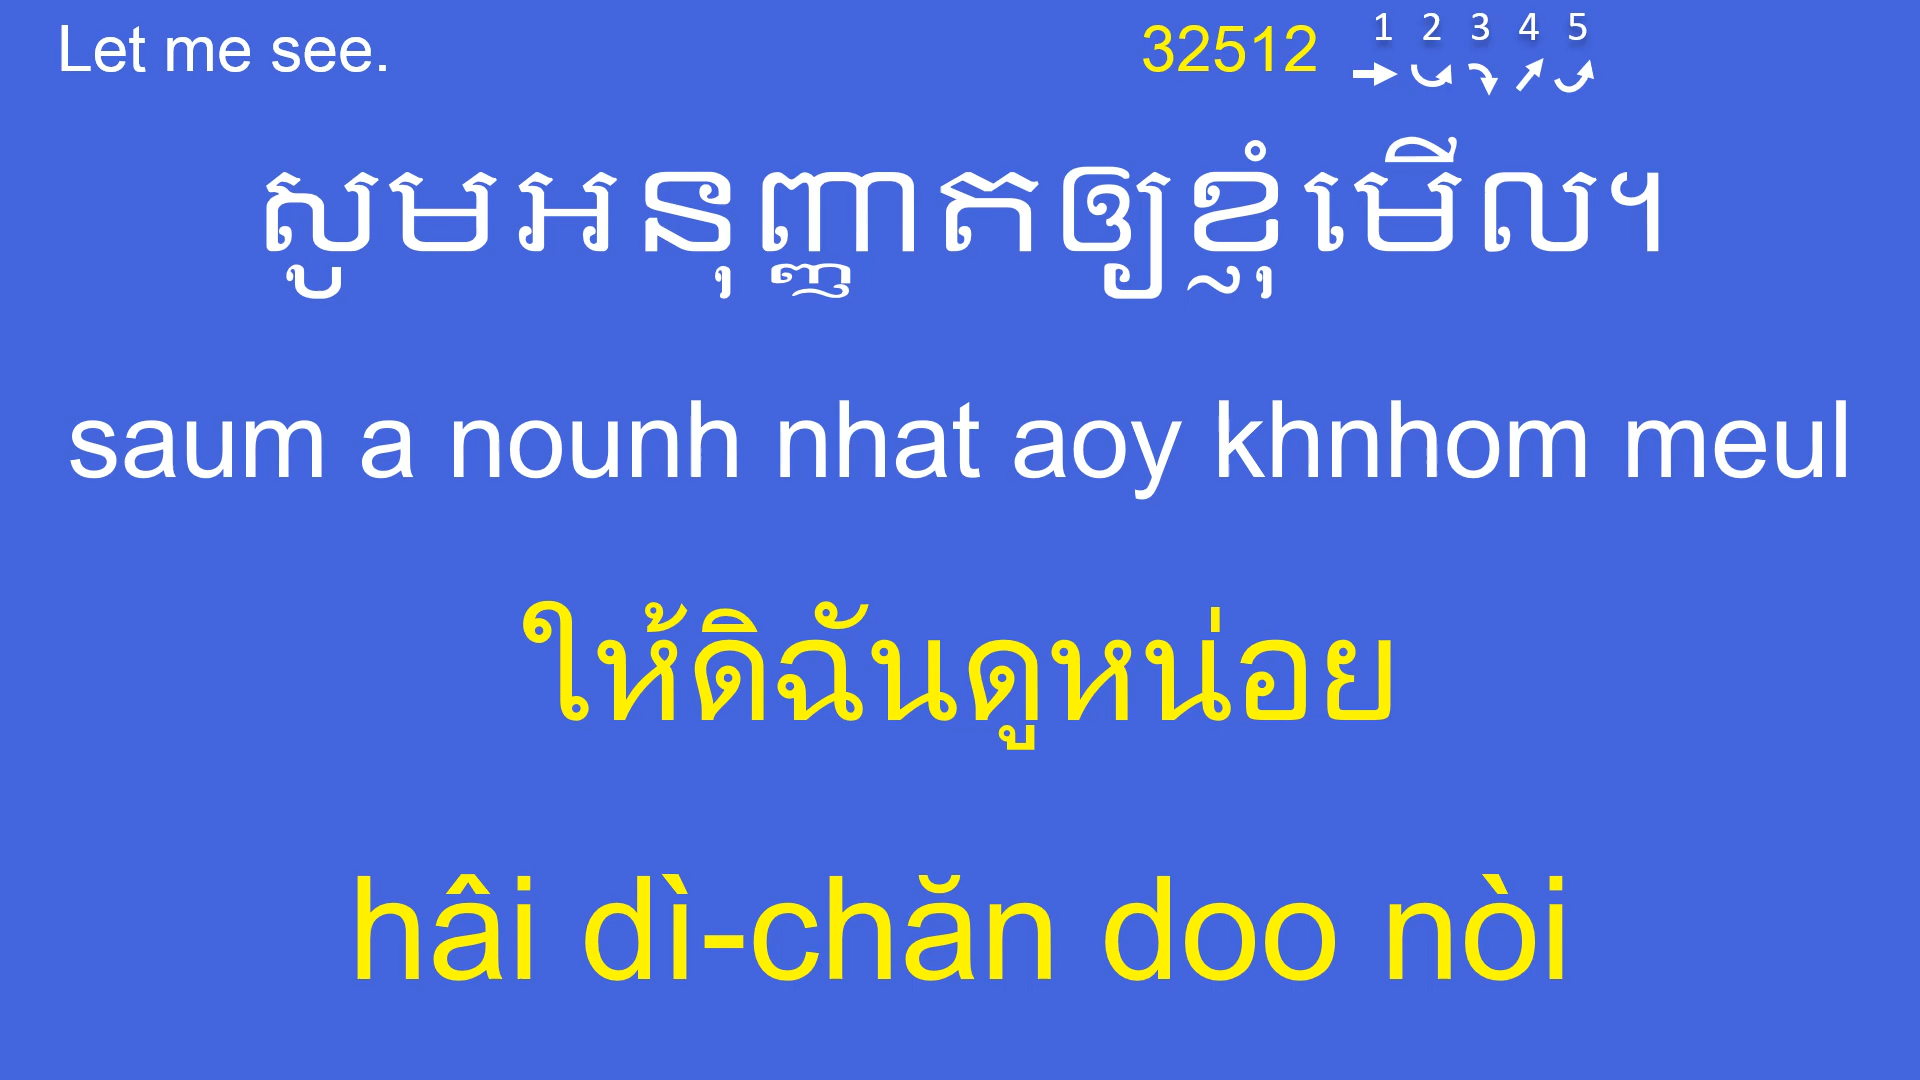 Let me see.
32512
1 2 3 4 5
សូមអនុញ្ញាតឲ្យខ្ញុំមើល។
saum a nounh nhat aoy khnhom meul
ให้ดิฉันดูหน่อย
hâi dì-chăn doo nòi